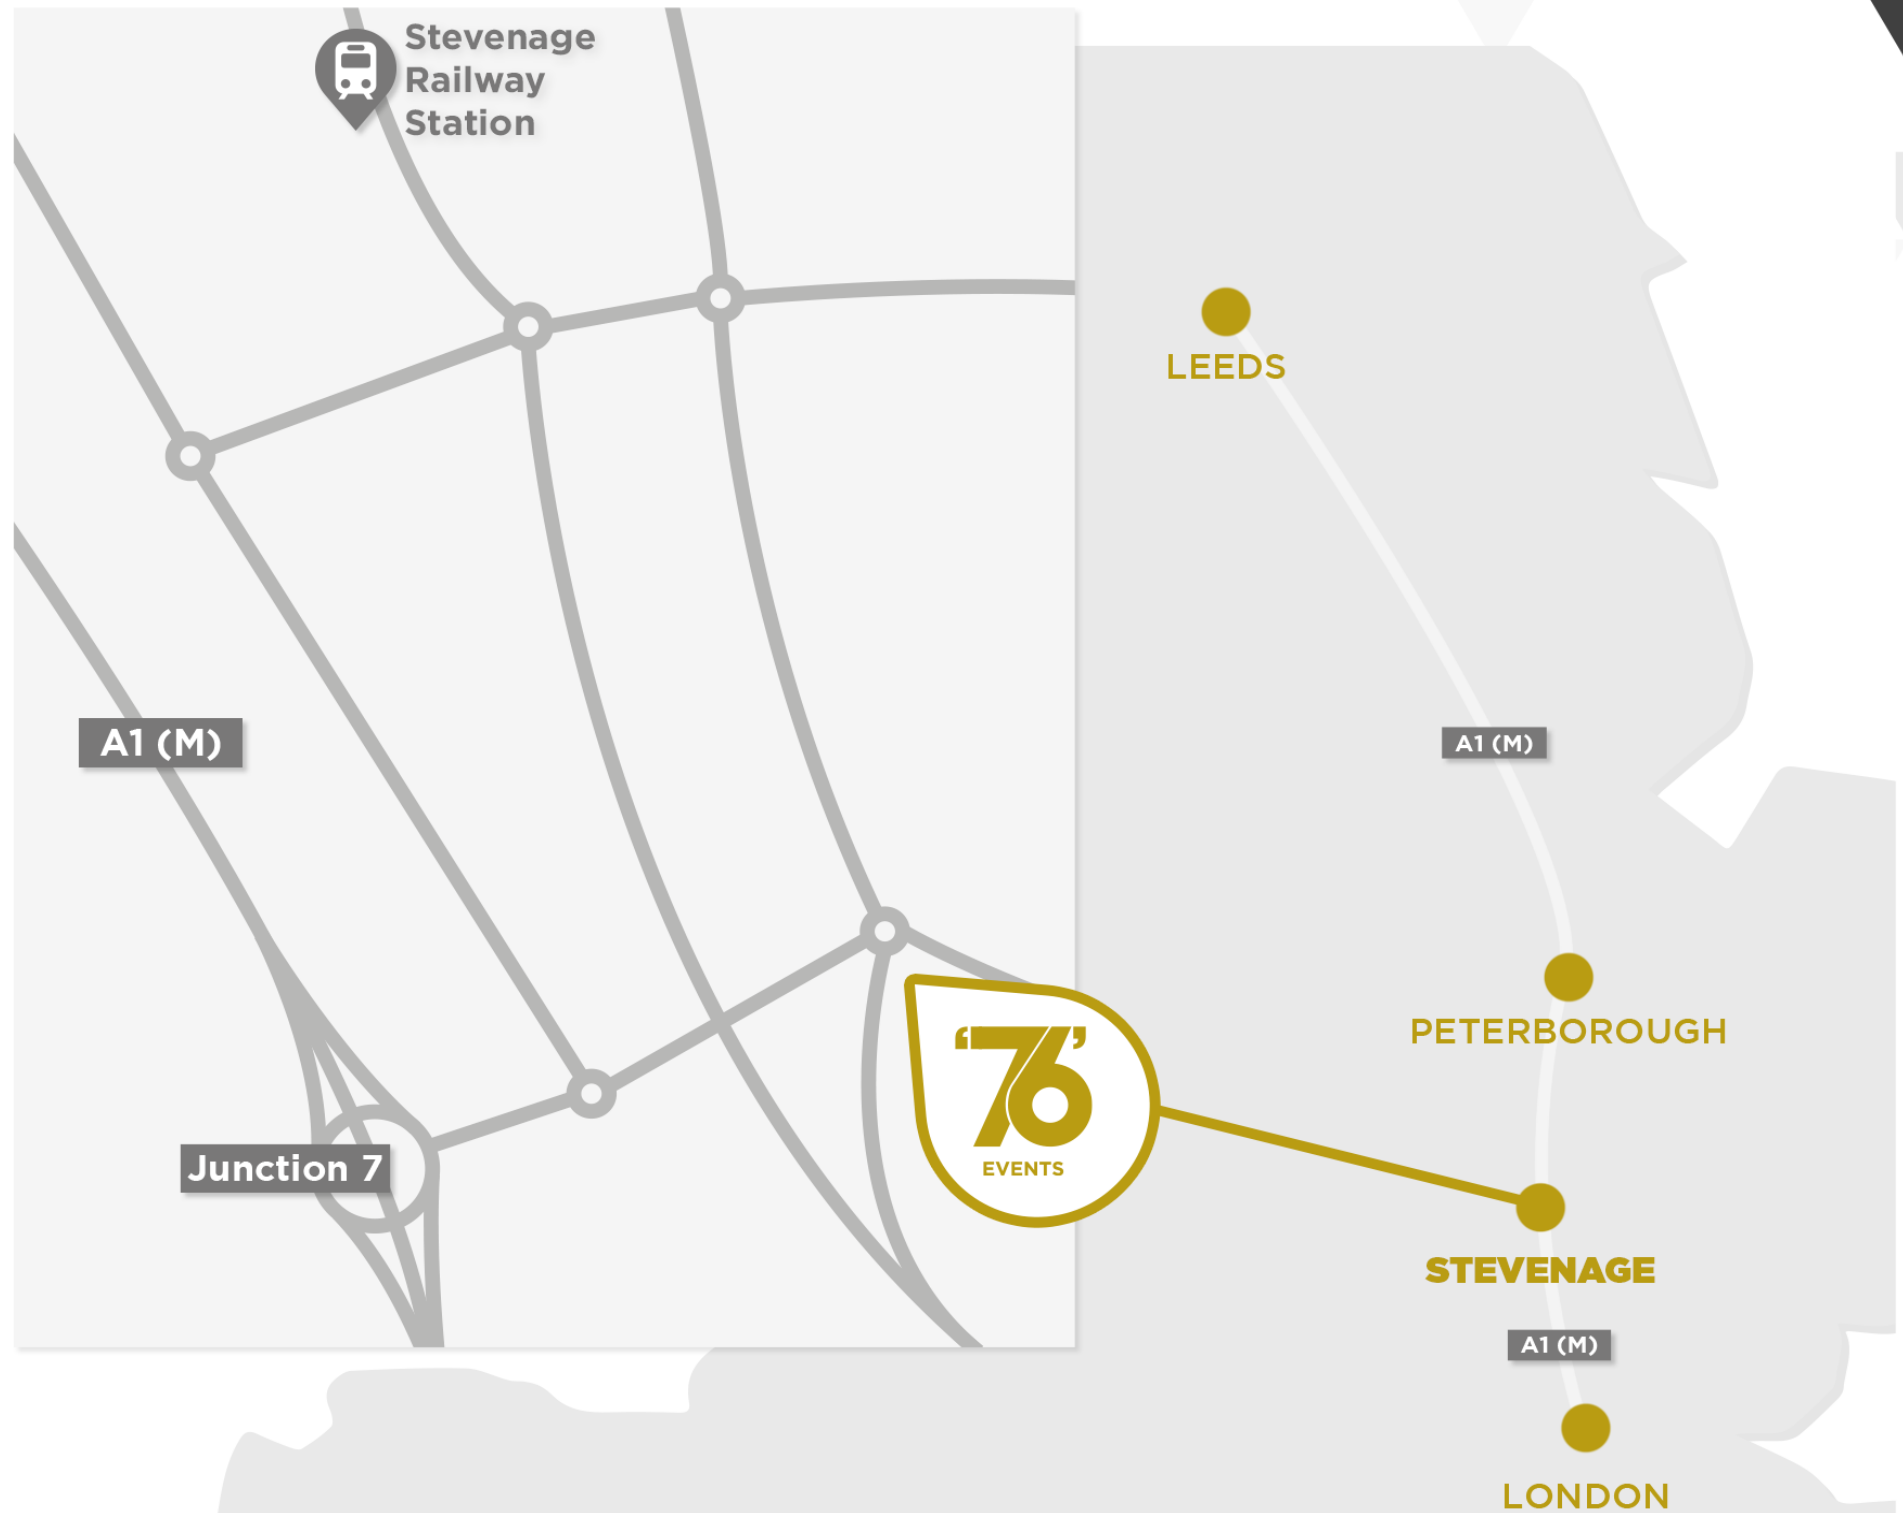 Stevenage
Railway
Station
LEEDS
A1 (M)
A1 (M)
PETERBOROUGH
‘76’
EVENTS
Junction 7
STEVENAGE
A1 (M)
LONDON